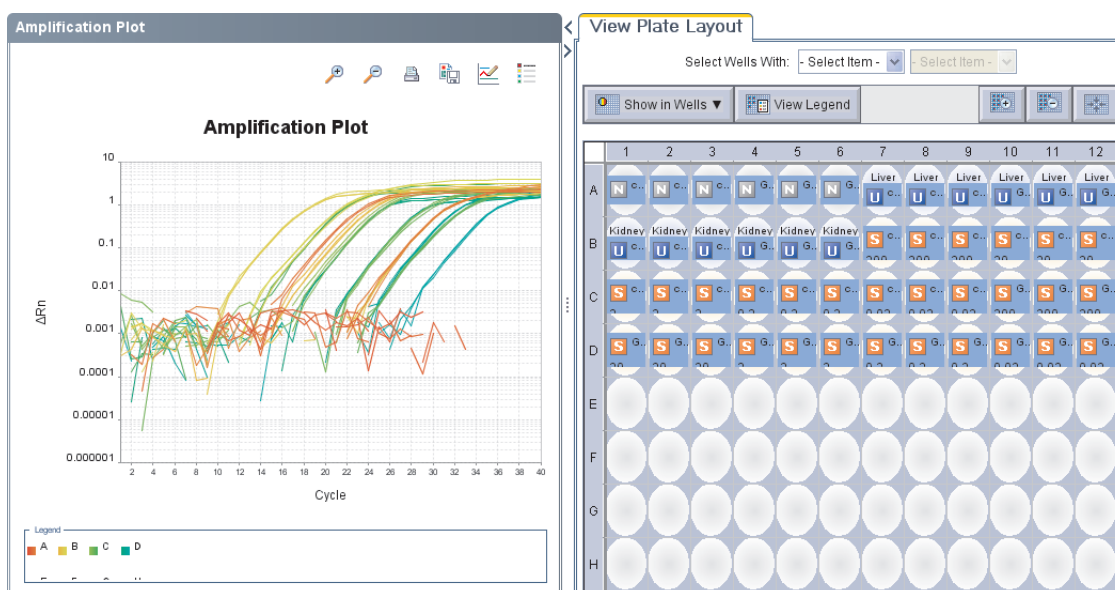 Amplification Plot
View Plate Layout
Select Wells With: - Select Item - - Select Item -
Show in Wells ▼ View Legend
Amplification Plot
10
1
0.1
0.01
0.001
0.0001
0.00001
0.000001
ΔRn
2 4 6 8 10 12 14 16 18 20 22 24 26 28 30 32 34 36 38 40
Cycle
Legend
A B C D
1 2 3 4 5 6 7 8 9 10 11 12
Liver Liver Liver Liver Liver Liver
A N c.. N c.. N c.. N G.. N G.. N G.. U c.. U c.. U c.. U G.. U G.. U G..
Kidney Kidney Kidney Kidney Kidney Kidney
B U c.. U c.. U c.. U G.. U G.. U G.. S c.. S c.. S c.. S c.. S c.. S c..
C S c.. S c.. S c.. S c.. S c.. S c.. S c.. S c.. S c.. S G.. S G.. S G..
D S G.. S G.. S G.. S G.. S G.. S G.. S G.. S G.. S G.. S G.. S G.. S G..
E
F
G
H